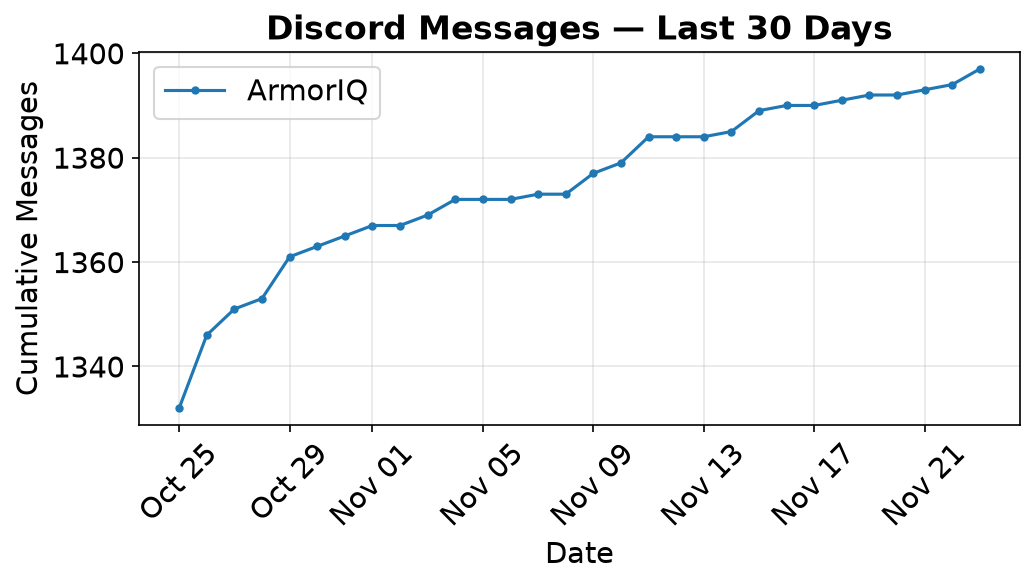 Discord Messages — Last 30 Days
ArmorIQ
Cumulative Messages
1400
1380
1360
1340
Oct 25
Oct 29
Nov 01
Nov 05
Nov 09
Nov 13
Nov 17
Nov 21
Date